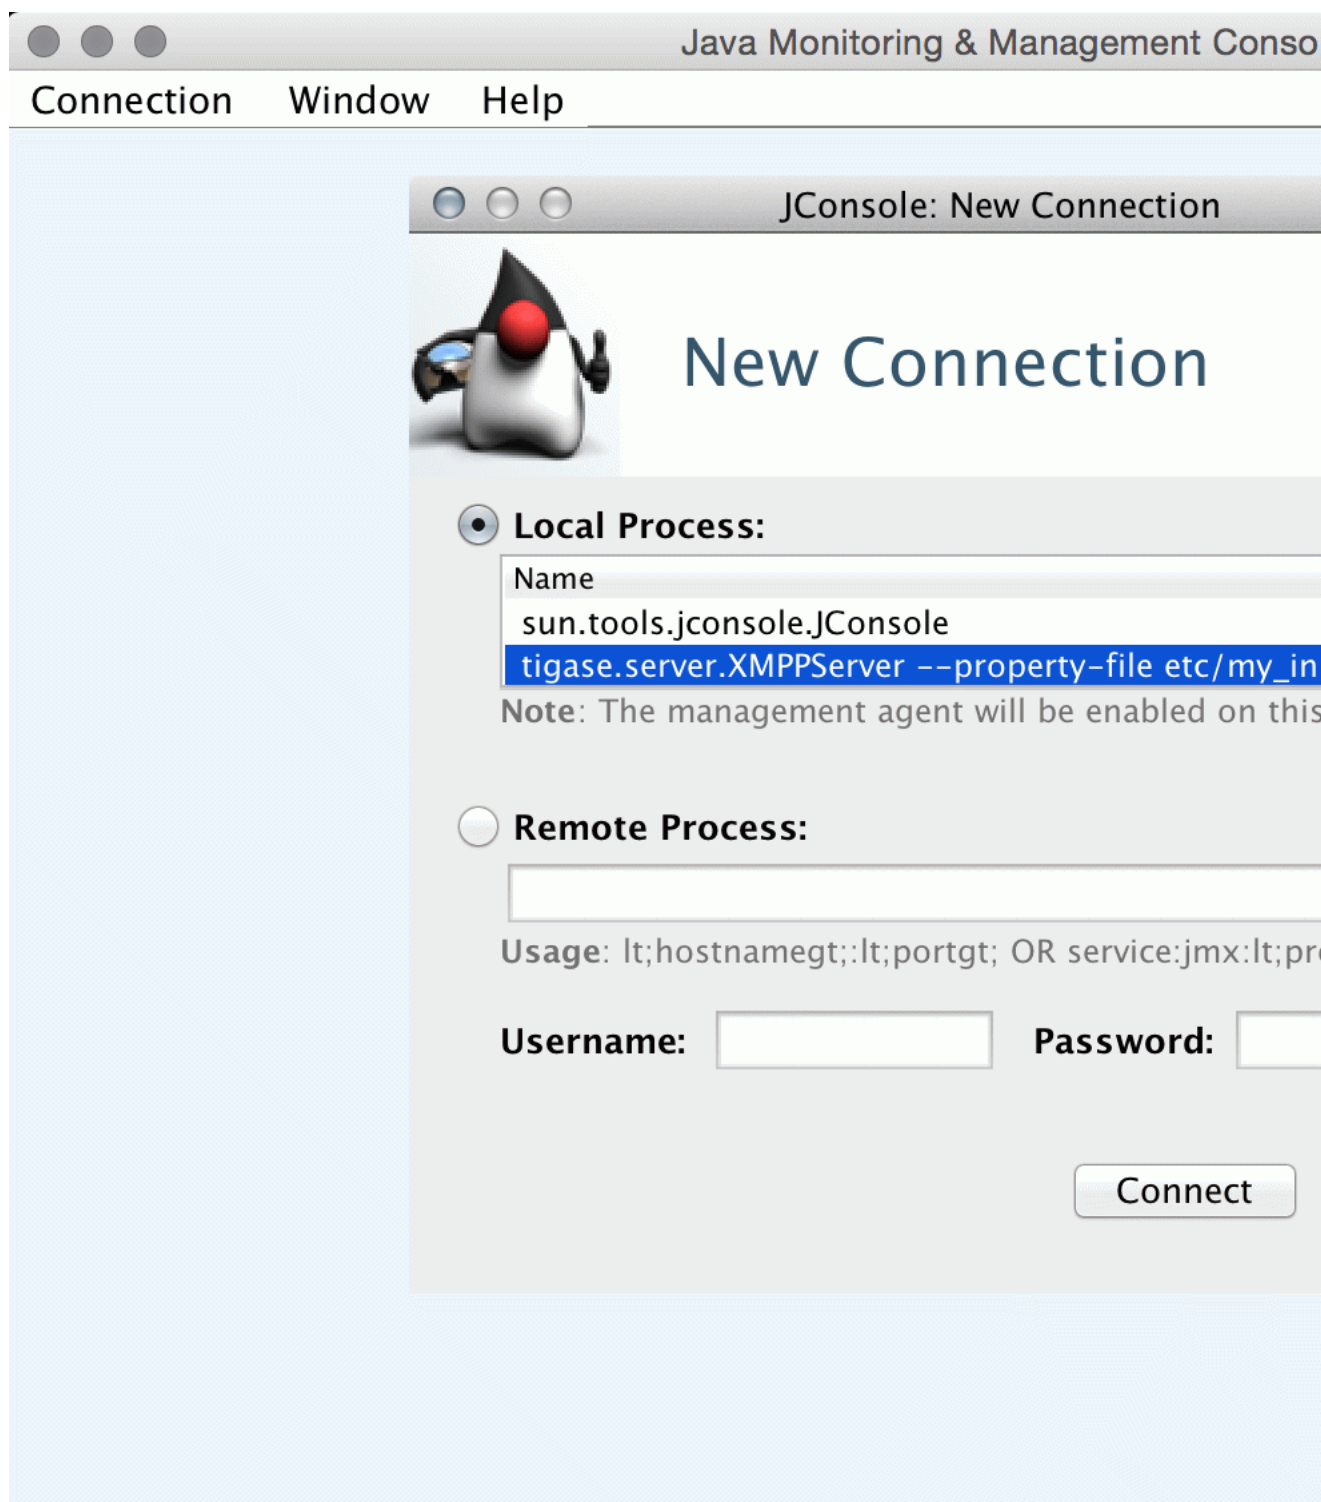 Java Monitoring & Management Conso
Connection Window Help
JConsole: New Connection
New Connection
Local Process:
Name
sun.tools.jconsole.JConsole
tigase.server.XMPPServer --property-file etc/my_in
Note: The management agent will be enabled on this
Remote Process:
Usage: lt;hostnamegt;:lt;portgt; OR service:jmx:lt;pro
Username: Password:
Connect